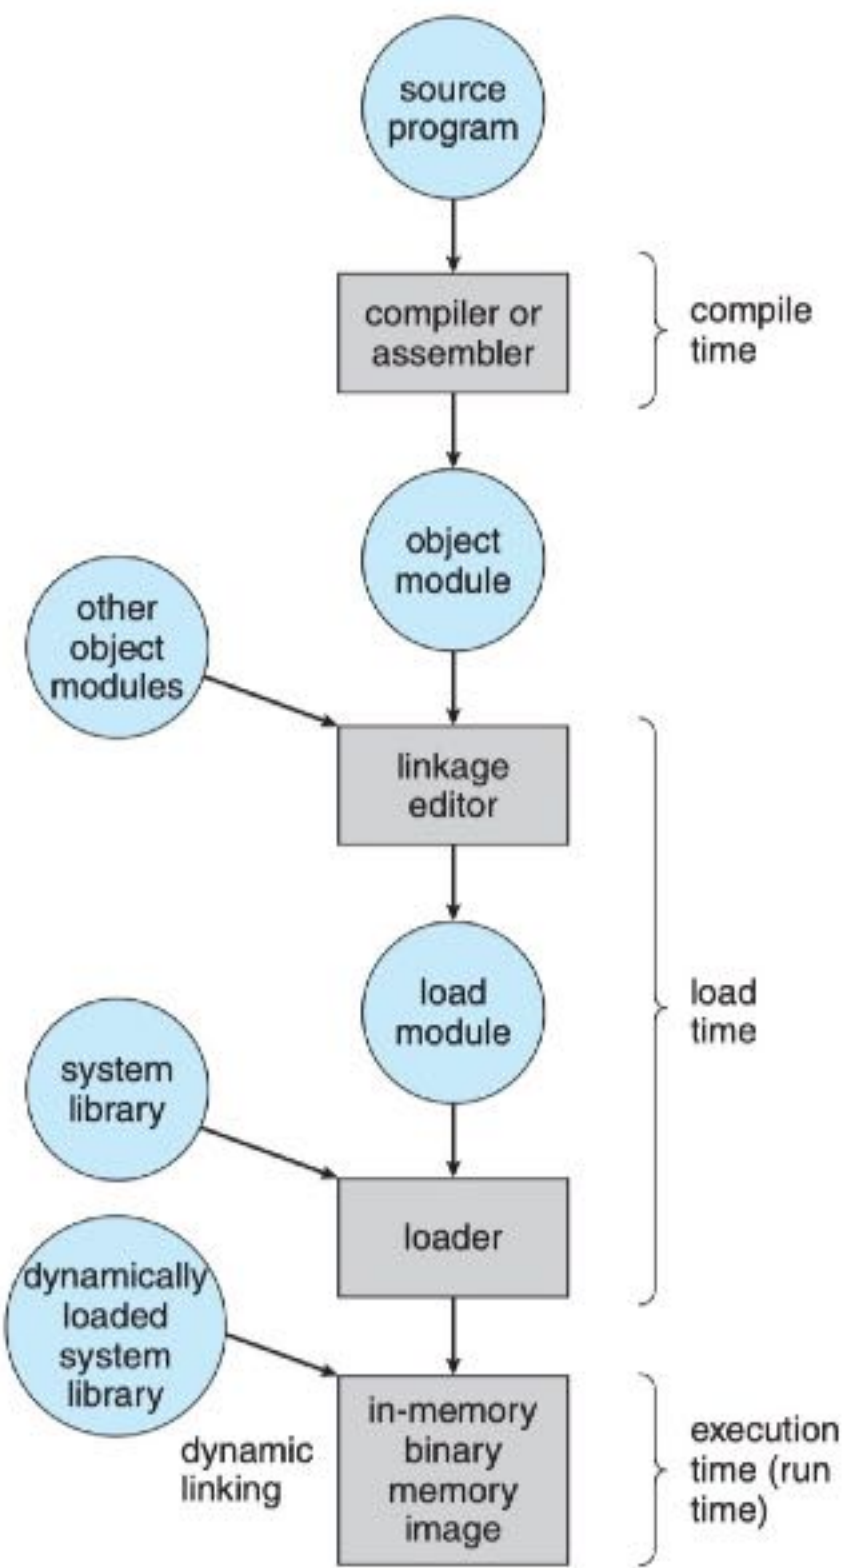 source
program
compiler or
assembler
compile
time
object
module
other
object
modules
linkage
editor
load
module
load
time
system
library
loader
dynamically
loaded
system
library
dynamic
linking
in-memory
binary
memory
image
execution
time (run
time)